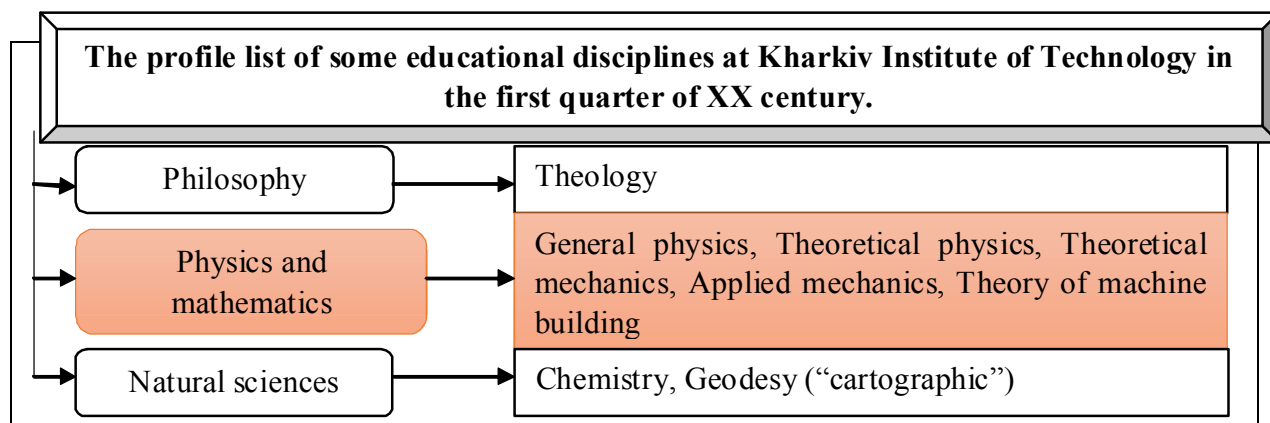 The profile list of some educational disciplines at Kharkiv Institute of Technology in
the first quarter of XX century.
Philosophy
Theology
Physics and
mathematics
General physics, Theoretical physics, Theoretical
mechanics, Applied mechanics, Theory of machine
building
Natural sciences
Chemistry, Geodesy (“cartographic”)